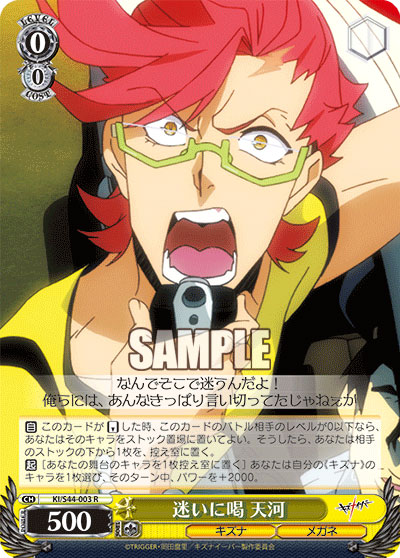 LEVEL
0
0
COST
SAMPLE
なんでそこで迷うんだよ!
俺らには、あんなきっぱり言い切ってたじゃねぇか
自 このカードが した時、このカードのバトル相手のレベルが0以下なら、
あなたはそのキャラをストック置場に置いてよい。そうしたら、あなたは相手
のストックの下から1枚を、控え室に置く。
起 [あなたの舞台のキャラを1枚控え室に置く] あなたは自分の《キズナ》の
キャラを1枚選び、そのターン中、パワーを+2000。
CH
KI/S44-003 R
迷いに喝 天河
キズナイーバー
POWER
500
キズナ
メガネ
©TRIGGER・岡田麿里/『キズナイーバー』製作委員会